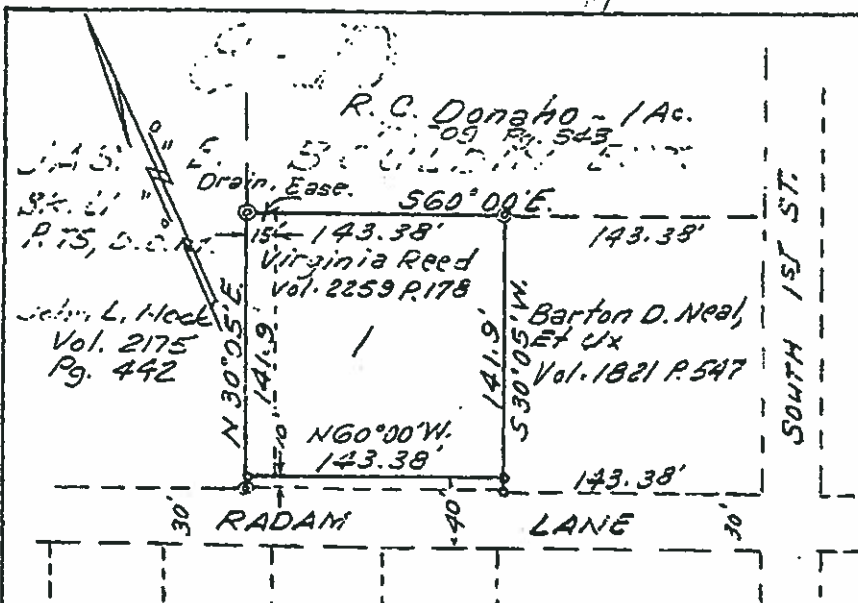 R. C. Donaho - 1 Ac.
09 Pg. 543
Drain. Ease.
S60°00'E.
15'
143.38'
143.38'
Virginia Reed
Vol. 2259 P. 178
John L. Heck
Vol. 2175
Pg. 442
N 30°05'E.
141.9'
1
141.9'
S 30°05'W.
Barton D. Neal,
Et Ux
Vol. 1821 P. 547
SOUTH 1ST ST.
10'
N60°00'W.
143.38'
143.38'
30'
RADAM
40'
LANE
30'